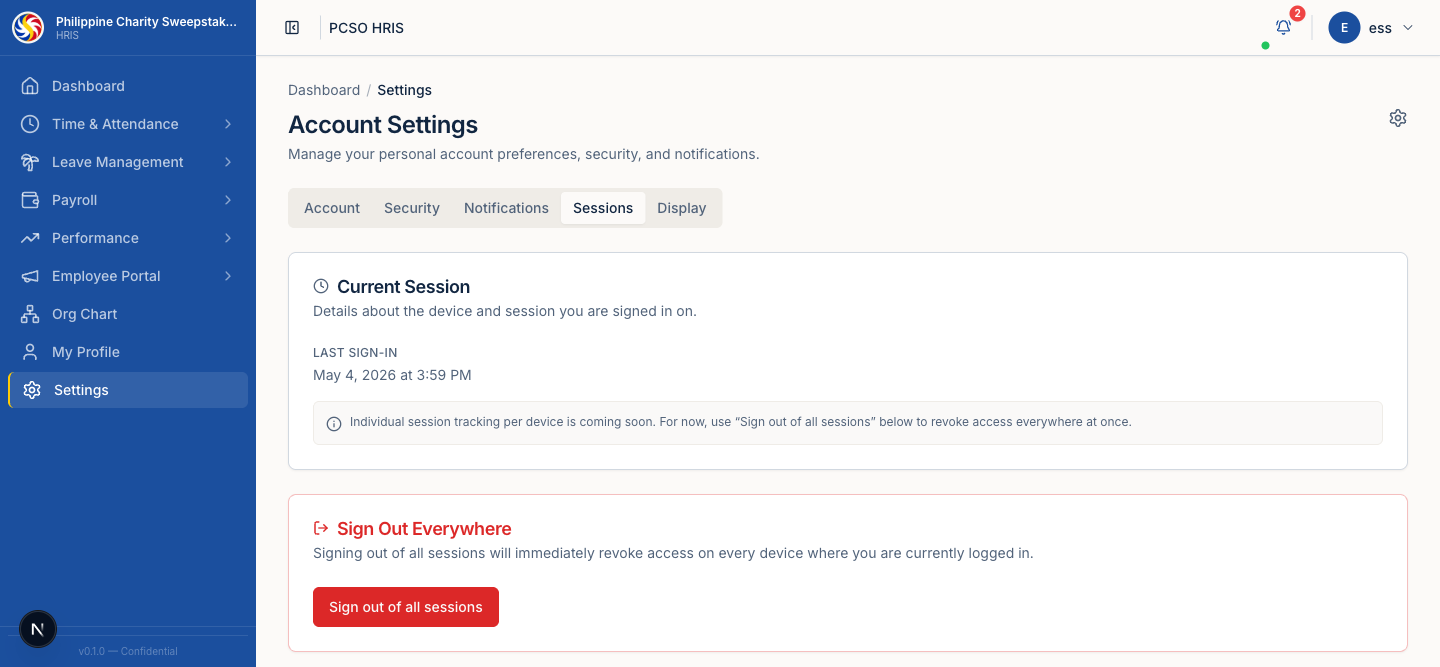 Philippine Charity Sweepstak...
HRIS
PCSO HRIS
2
E
ess
Dashboard
Time & Attendance
Leave Management
Payroll
Performance
Employee Portal
Org Chart
My Profile
Settings
N
v0.1.0 — Confidential
Dashboard / Settings
Account Settings
Manage your personal account preferences, security, and notifications.
Account Security Notifications Sessions Display
Current Session
Details about the device and session you are signed in on.
LAST SIGN-IN
May 4, 2026 at 3:59 PM
Individual session tracking per device is coming soon. For now, use “Sign out of all sessions” below to revoke access everywhere at once.
Sign Out Everywhere
Signing out of all sessions will immediately revoke access on every device where you are currently logged in.
Sign out of all sessions